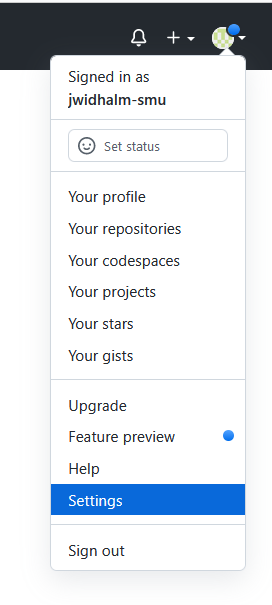 Signed in as
jwidhalm-smu
Set status
Your profile
Your repositories
Your codespaces
Your projects
Your stars
Your gists
Upgrade
Feature preview
Help
Settings
Sign out